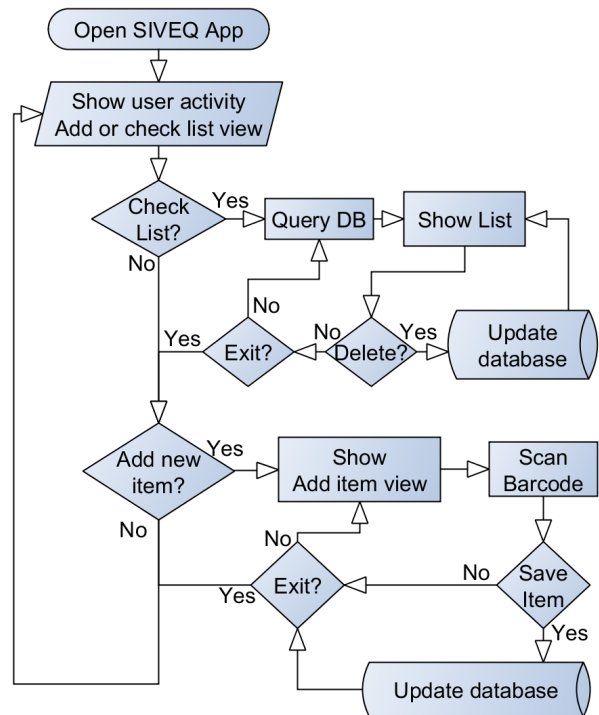 Open SIVEQ App
Show user activity
Add or check list view
Check
List?
Yes
Query DB
Show List
No
No
Yes
Exit?
No
Delete?
Yes
Update
database
Add new
item?
Yes
Show
Add item view
Scan
Barcode
No
No
Yes
Exit?
No
Save
Item
Yes
Update database